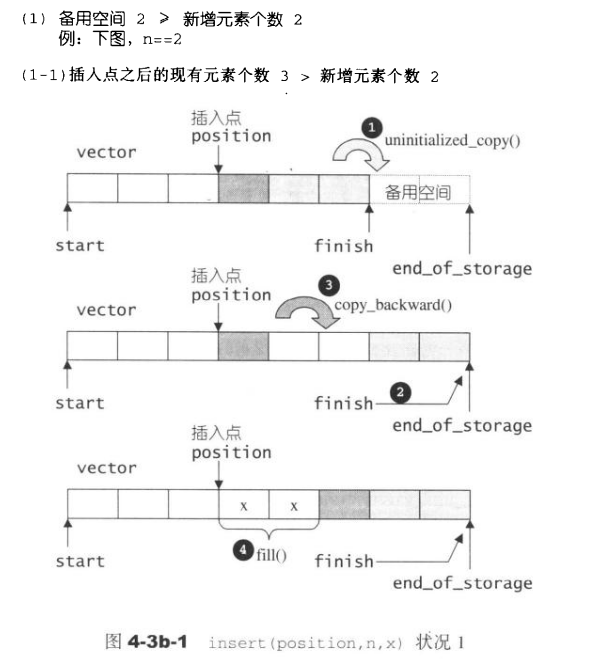 (1) 备用空间 2 ≥ 新增元素个数 2
例：下图，n==2
(1-1)插入点之后的现有元素个数 3 > 新增元素个数 2
插入点
position
1
uninitialized_copy()
vector
备用空间
start
finish
end_of_storage
插入点
position
3
copy_backward()
vector
start
finish
2
end_of_storage
插入点
position
vector
x x
4 fill()
start
finish
end_of_storage
图 4-3b-1 insert(position,n,x) 状况 1